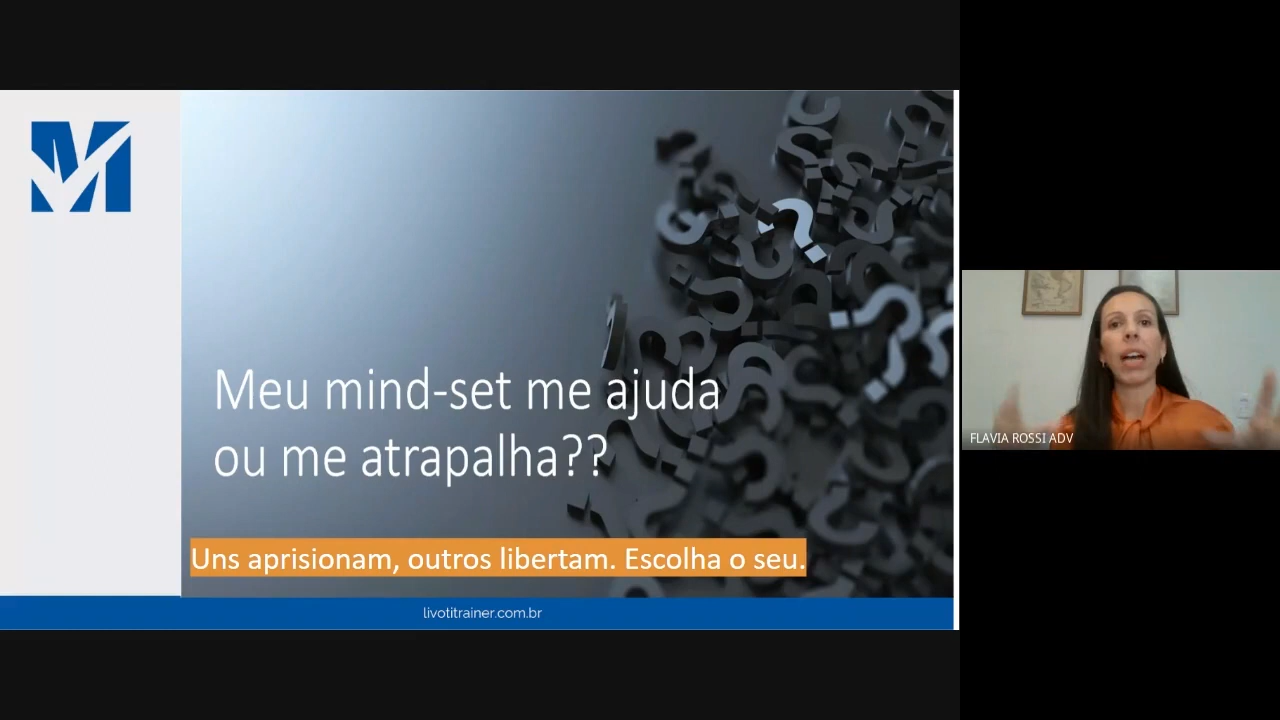 M
Meu mind-set me ajuda
ou me atrapalha??
Uns aprisionam, outros libertam. Escolha o seu.
livotitrainer.com.br
FLAVIA ROSSI ADV